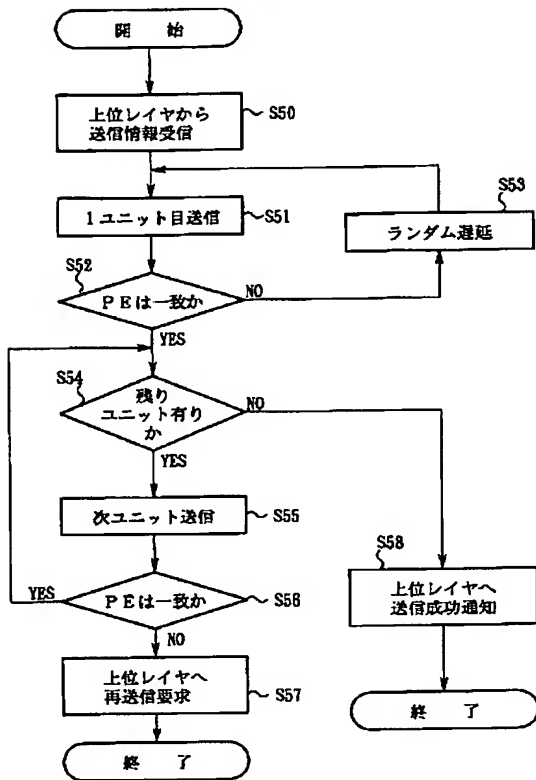 開 始
上位レイヤから
送信情報受信
S50
S53
1ユニット目送信
S51
ランダム遅延
S52
PEは一致か
NO
YES
S54
残り
ユニット有り
か
NO
YES
次ユニット送信
S55
S58
YES
PEは一致か
S56
上位レイヤへ
送信成功通知
NO
上位レイヤへ
再送信要求
S57
終 了
終 了